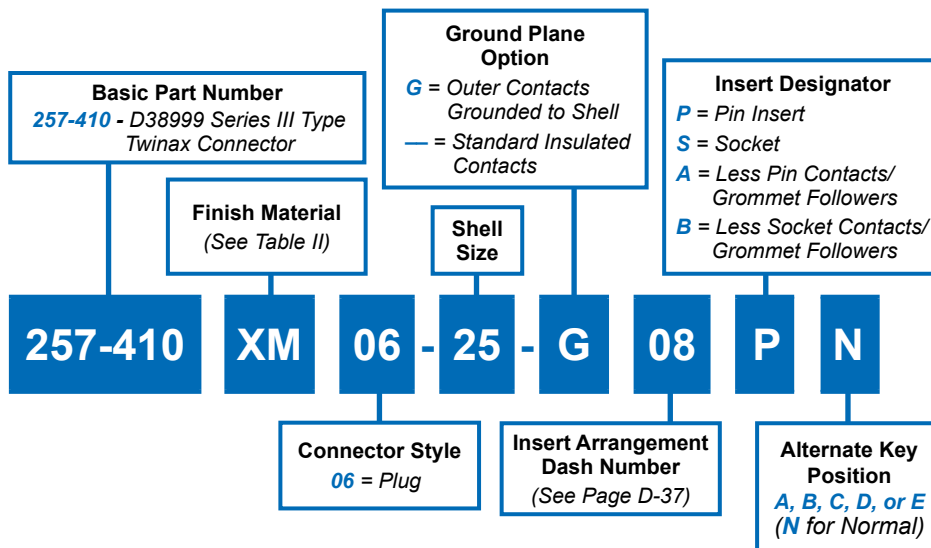 Basic Part Number
257-410 - D38999 Series III Type
Twinax Connector
Finish Material
(See Table II)
Shell
Size
Ground Plane
Option
G = Outer Contacts
Grounded to Shell
— = Standard Insulated
Contacts
Insert Designator
P = Pin Insert
S = Socket
A = Less Pin Contacts/
Grommet Followers
B = Less Socket Contacts/
Grommet Followers
257-410 XM 06 - 25 - G 08 P N
Connector Style
06 = Plug
Insert Arrangement
Dash Number
(See Page D-37)
Alternate Key
Position
A, B, C, D, or E
(N for Normal)